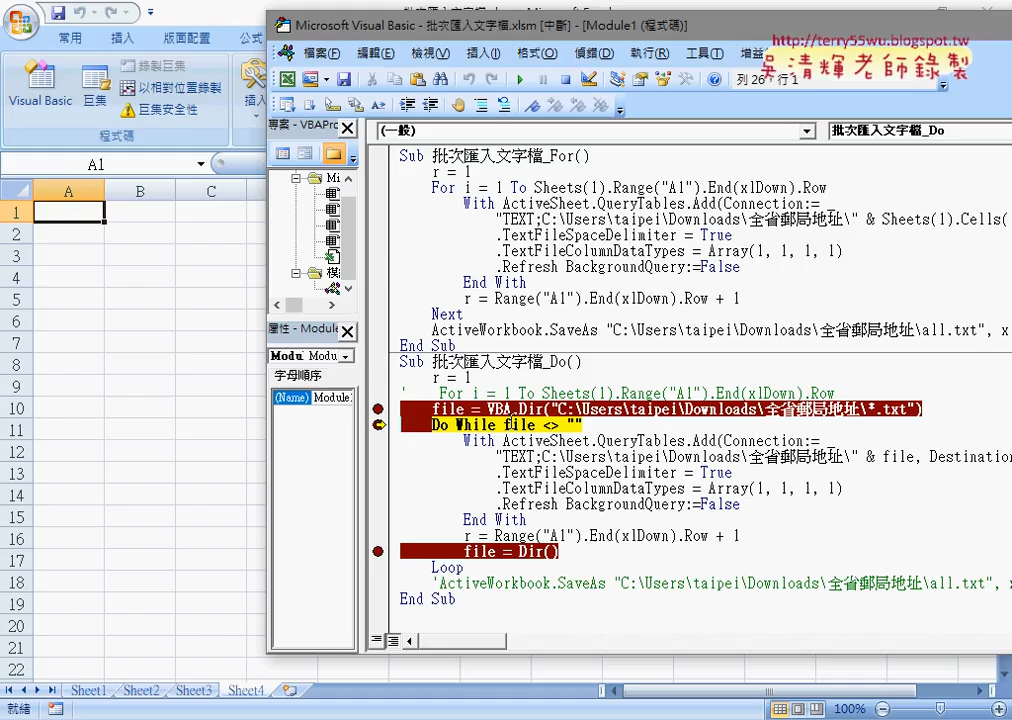 Microsoft Visual Basic - 批次匯入文字檔.xlsm [中斷] - [Module1 (程式碼)]
http://terry55wu.blogspot.tw
吳清輝老師錄製
常用 插入 版面配置 公式
檔案(F) 編輯(E) 檢視(V) 插入(I) 格式(O) 偵錯(D) 執行(R) 工具(T) 增益
列 26, 行 1
Visual Basic
巨集
錄製巨集
以相對位置錄製
巨集安全性
插入
程式碼
專案 - VBAPro
(一般)
批次匯入文字檔_Do
A1
A B C
1
2
3
4
5
6
7
8
9
10
11
12
13
14
15
16
17
18
19
20
21
22
Mi
屬性 - Module
Modu Modu
字母順序
(Name) Module
Sub 批次匯入文字檔_For()
r = 1
For i = 1 To Sheets(1).Range("A1").End(xlDown).Row
With ActiveSheet.QueryTables.Add(Connection:= _
"TEXT;C:\Users\taipei\Downloads\全省郵局地址\" & Sheets(1).Cells(
.TextFileSpaceDelimiter = True
.TextFileColumnDataTypes = Array(1, 1, 1, 1)
.Refresh BackgroundQuery:=False
End With
r = Range("A1").End(xlDown).Row + 1
Next
ActiveWorkbook.SaveAs "C:\Users\taipei\Downloads\全省郵局地址\all.txt", x
End Sub
Sub 批次匯入文字檔_Do()
r = 1
' For i = 1 To Sheets(1).Range("A1").End(xlDown).Row
file = VBA.Dir("C:\Users\taipei\Downloads\全省郵局地址\*.txt")
Do While file <> ""
With ActiveSheet.QueryTables.Add(Connection:= _
"TEXT;C:\Users\taipei\Downloads\全省郵局地址\" & file, Destination
.TextFileSpaceDelimiter = True
.TextFileColumnDataTypes = Array(1, 1, 1, 1)
.Refresh BackgroundQuery:=False
End With
r = Range("A1").End(xlDown).Row + 1
file = Dir()
Loop
'ActiveWorkbook.SaveAs "C:\Users\taipei\Downloads\全省郵局地址\all.txt", x
End Sub
Sheet1 Sheet2 Sheet3 Sheet4
就緒
100%